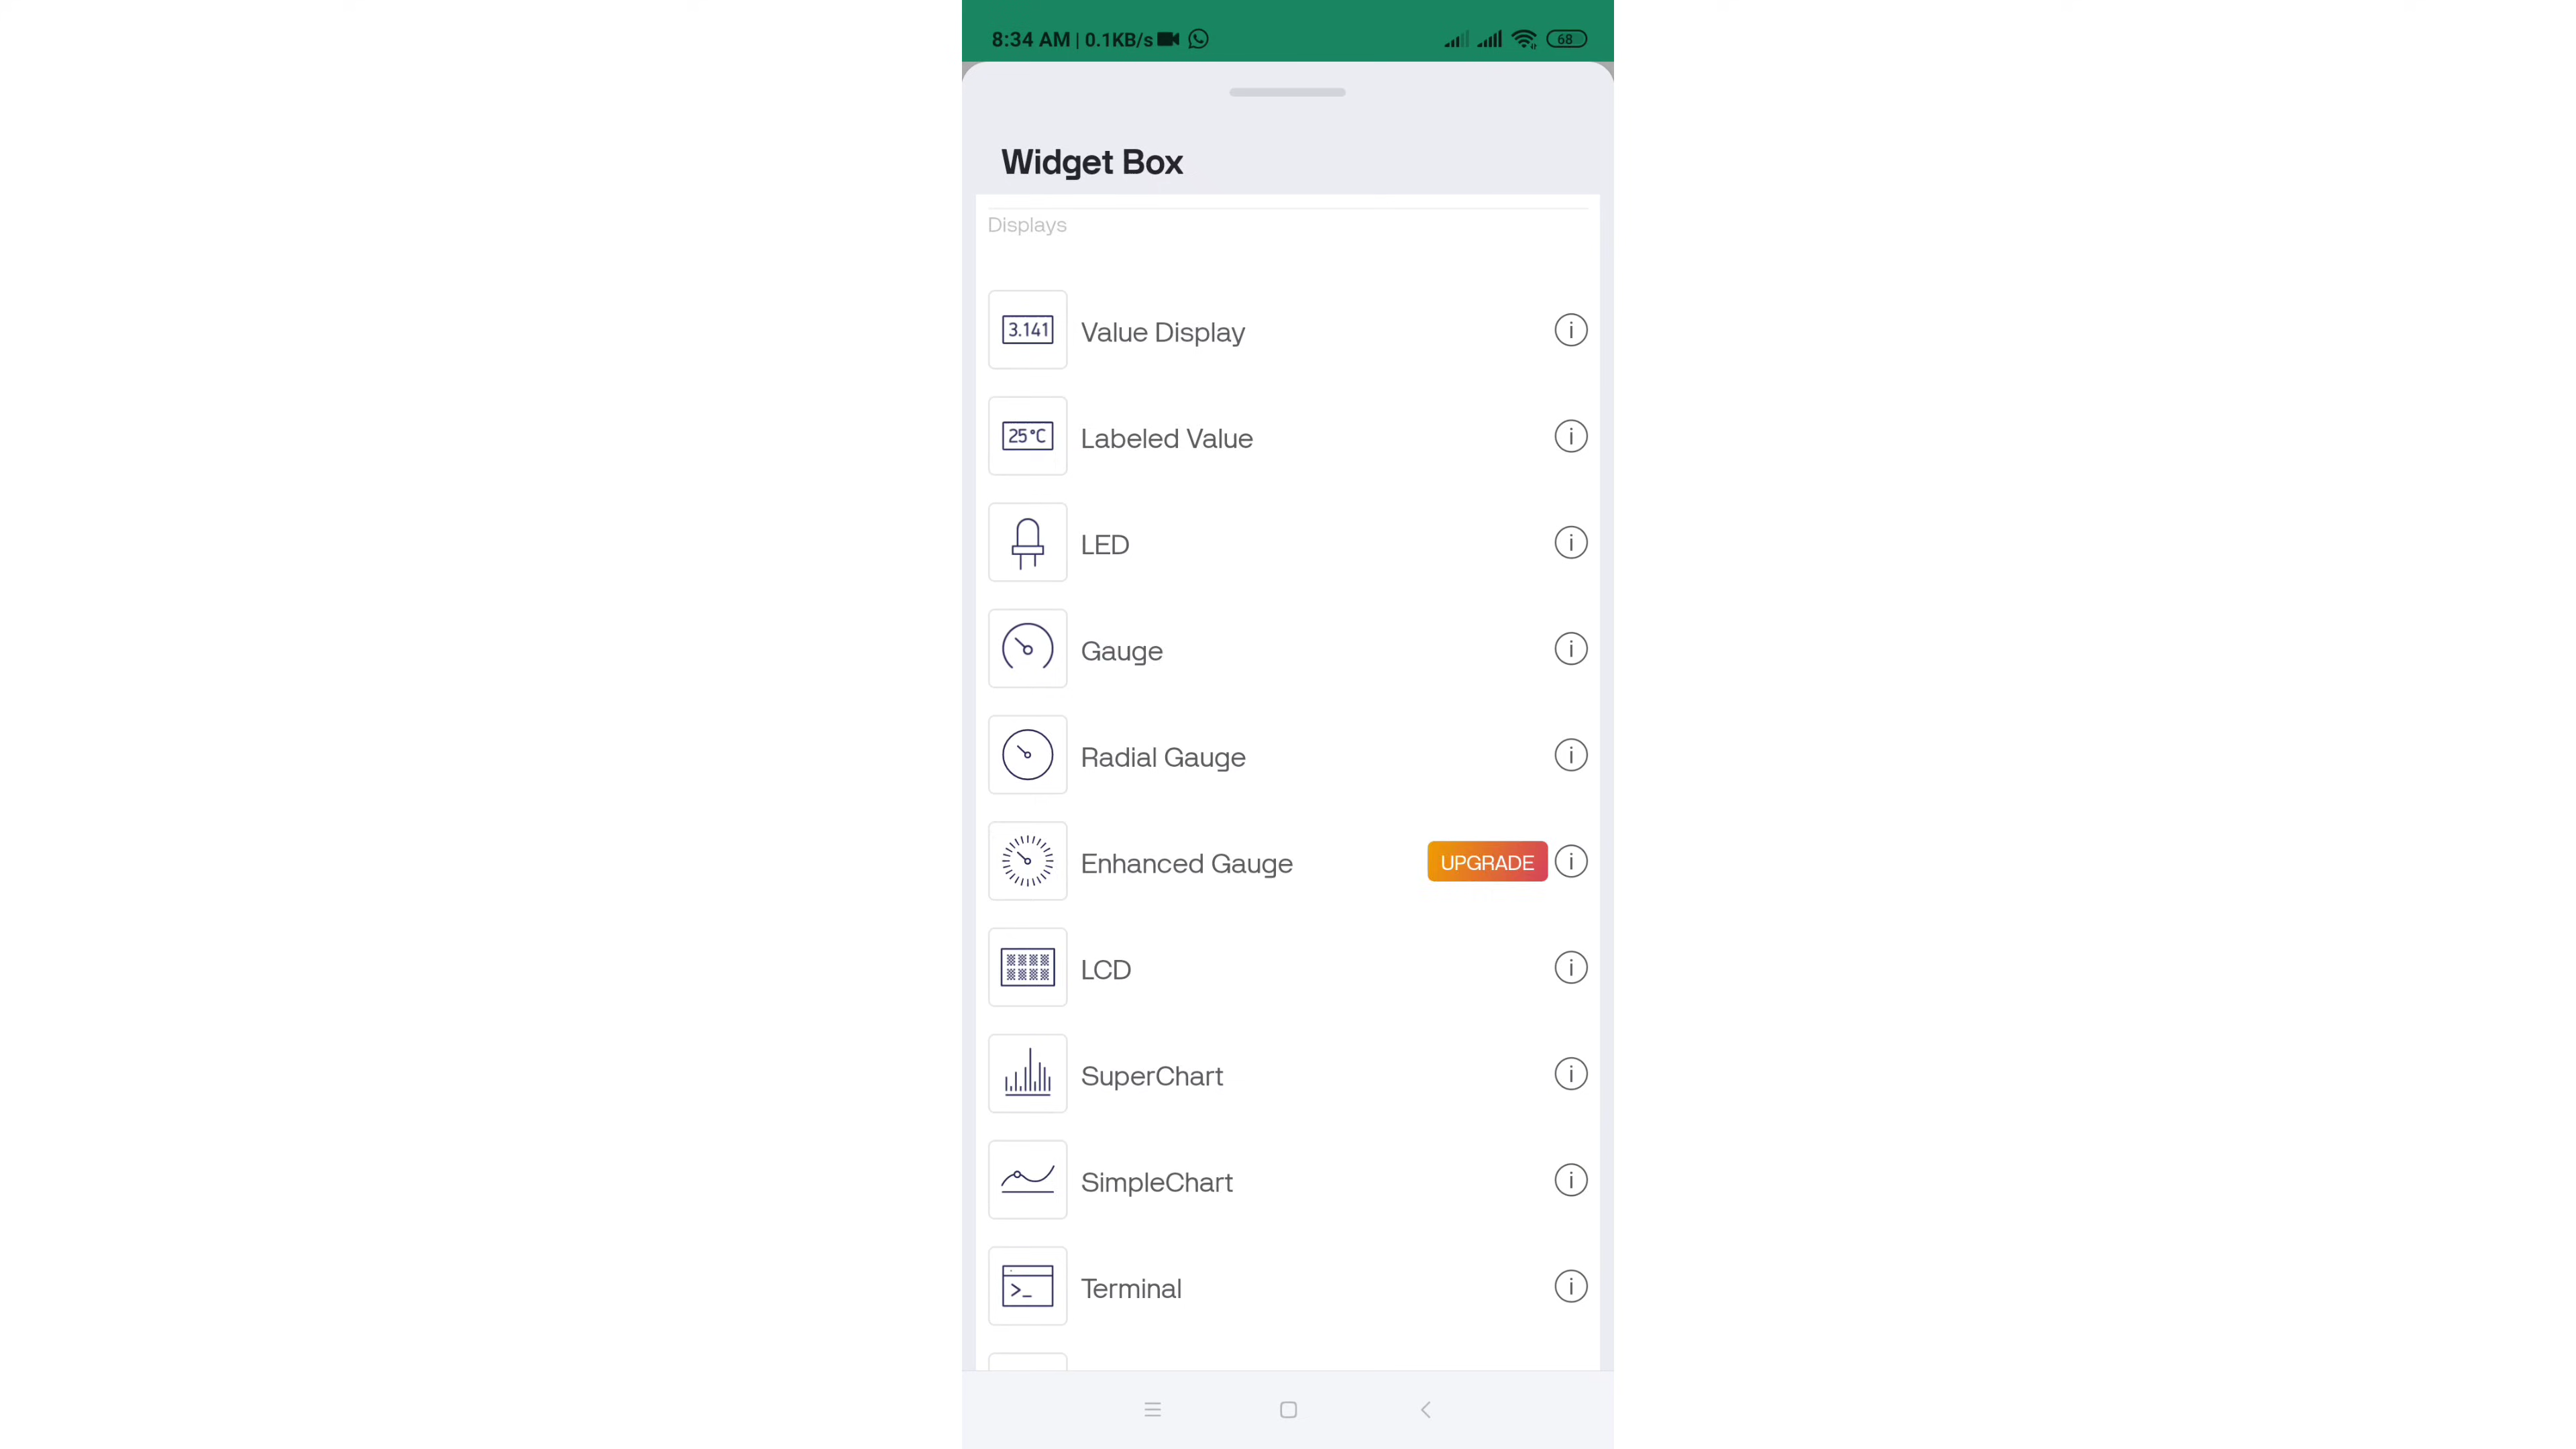 8:34 AM | 0.1KB/s
68
Widget Box
Displays
3.141 Value Display
25°C Labeled Value
LED
Gauge
Radial Gauge
Enhanced Gauge UPGRADE
LCD
SuperChart
SimpleChart
>_ Terminal